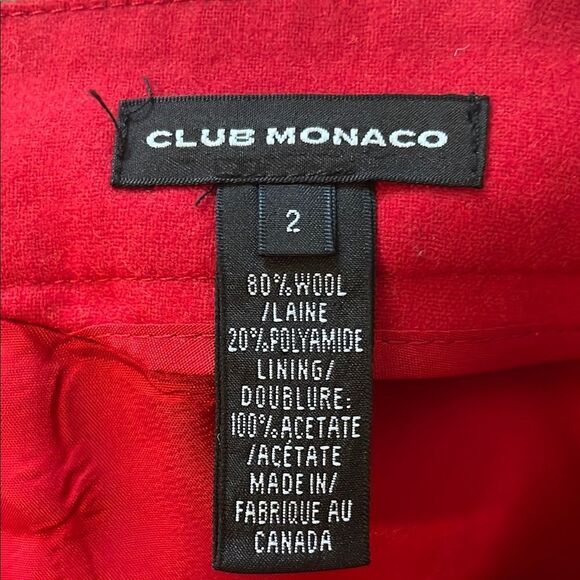 CLUB MONACO
2
80%WOOL
/LAINE
20%POLYAMIDE
LINING/
DOUBLURE:
100%ACETATE
/ACÉTATE
MADE IN/
FABRIQUE AU
CANADA